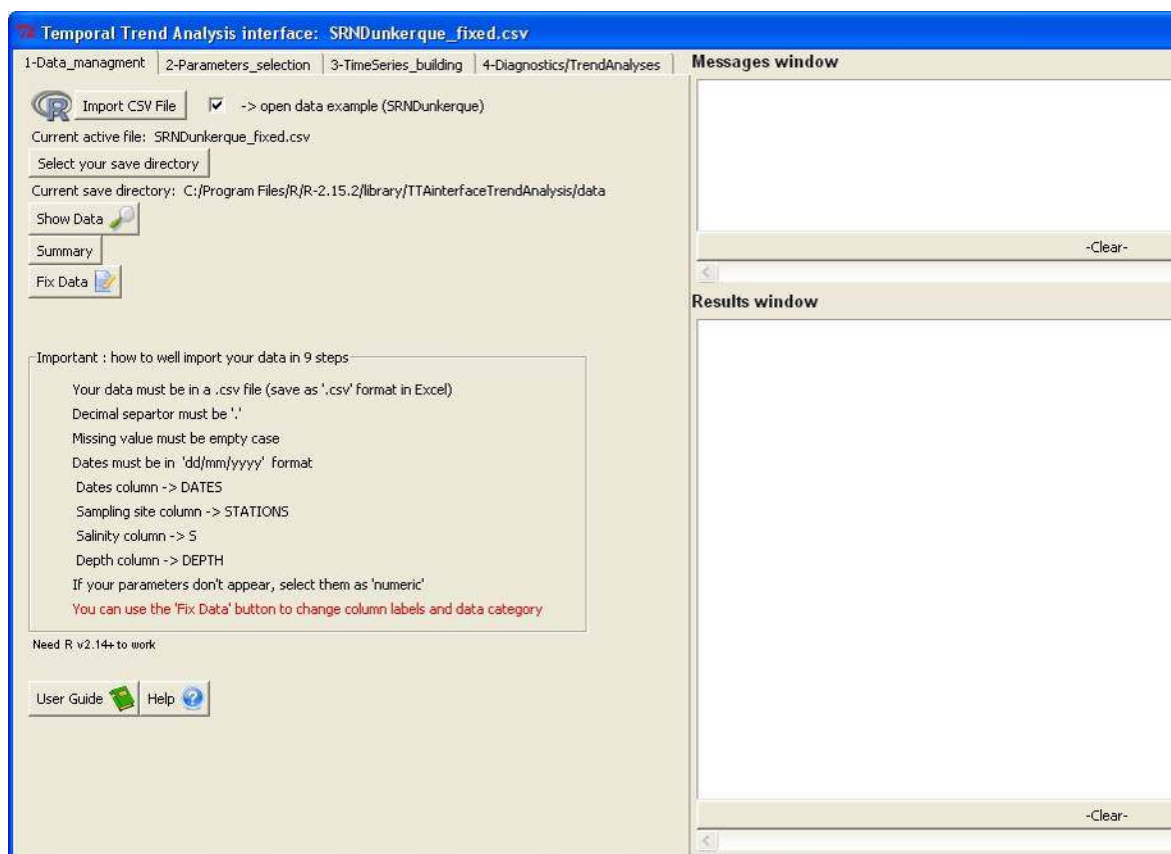 Temporal Trend Analysis interface: SRNDunkerque_fixed.csv
1-Data_managment 2-Parameters_selection 3-TimeSeries_building 4-Diagnostics/TrendAnalyses
Import CSV File -> open data example (SRNDunkerque)
Current active file: SRNDunkerque_fixed.csv
Select your save directory
Current save directory: C:/Program Files/R/R-2.15.2/library/TTAinterfaceTrendAnalysis/data
Show Data
Summary
Fix Data
Important : how to well import your data in 9 steps
Your data must be in a .csv file (save as '.csv' format in Excel)
Decimal separtor must be '.'
Missing value must be empty case
Dates must be in 'dd/mm/yyyy' format
Dates column -> DATES
Sampling site column -> STATIONS
Salinity column -> S
Depth column -> DEPTH
If your parameters don't appear, select them as 'numeric'
You can use the 'Fix Data' button to change column labels and data category
Need R v2.14+ to work
User Guide Help
Messages window
-Clear-
Results window
-Clear-